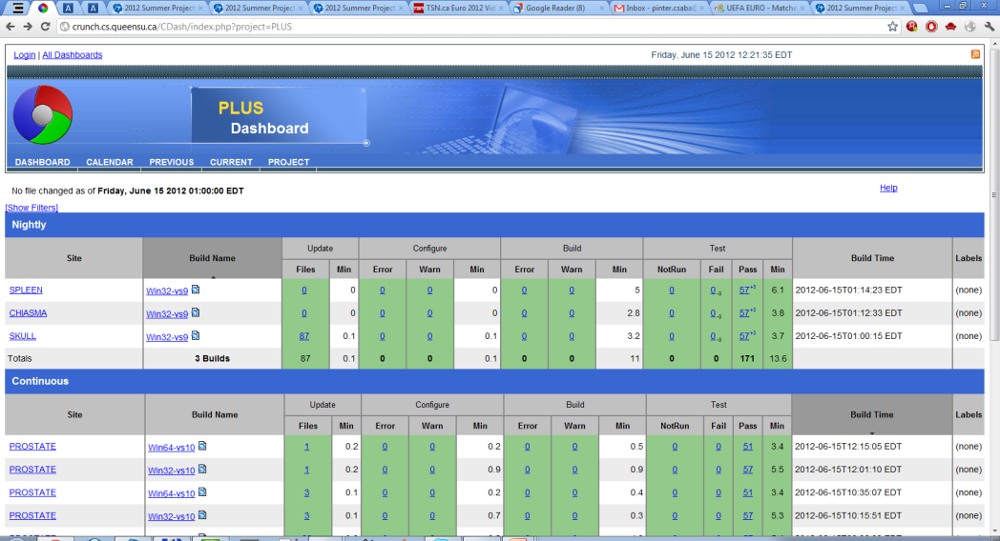 2012 Summer Project
2012 Summer Project
2012 Summer Project
TSN.ca Euro 2012 Vid
Google Reader (8)
Inbox - pinter.csaba
UEFA EURO - Matche
2012 Summer Project
crunch.cs.queensu.ca/CDash/index.php?project=PLUS
Login | All Dashboards
Friday, June 15 2012 12:21:35 EDT
PLUS
Dashboard
DASHBOARD CALENDAR PREVIOUS CURRENT PROJECT
No file changed as of Friday, June 15 2012 01:00:00 EDT
Help
[Show Filters]
Nightly
Site Build Name Update Configure Build Test Build Time Labels
Files Min Error Warn Min Error Warn Min NotRun Fail Pass Min
SPLEEN Win32-vs9 0 0 0 0 0 0 0 5 0 0-3 57+3 6.1 2012-06-15T01:14:23 EDT (none)
CHIASMA Win32-vs9 0 0 0 0 0 0 0 2.8 0 0-3 57+3 3.8 2012-06-15T01:12:33 EDT (none)
SKULL Win32-vs9 87 0.1 0 0 0.1 0 0 3.2 0 0-3 57+3 3.7 2012-06-15T01:00:15 EDT (none)
Totals 3 Builds 87 0.1 0 0 0.1 0 0 11 0 0 171 13.6
Continuous
Site Build Name Update Configure Build Test Build Time Labels
Files Min Error Warn Min Error Warn Min NotRun Fail Pass Min
PROSTATE Win64-vs10 1 0.2 0 0 0.2 0 0 0.5 0 0 51 3.4 2012-06-15T12:15:05 EDT (none)
PROSTATE Win32-vs10 1 0.2 0 0 0.9 0 0 0.9 0 0 57 5.5 2012-06-15T12:01:10 EDT (none)
PROSTATE Win64-vs10 3 0.1 0 0 0.2 0 0 0.4 0 0 51 3.4 2012-06-15T10:35:07 EDT (none)
PROSTATE Win32-vs10 3 0.1 0 0 0.7 0 0 0.3 0 0 57 5.3 2012-06-15T10:15:51 EDT (none)